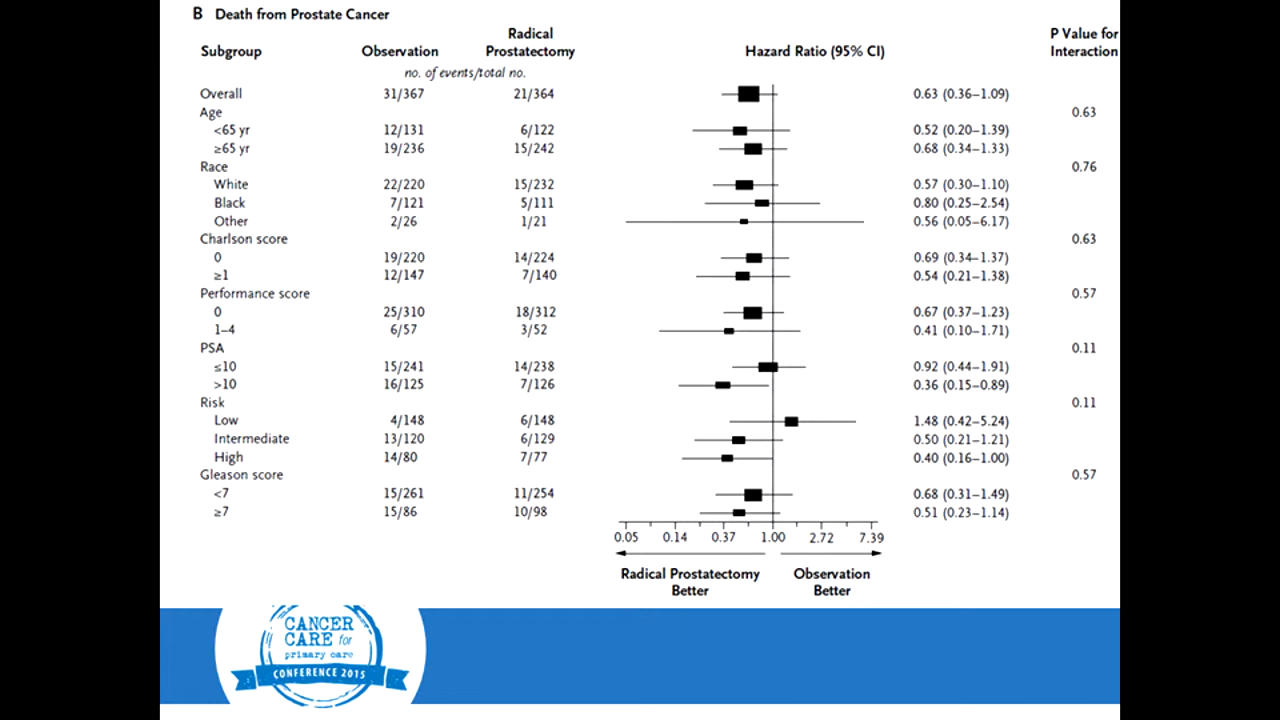 B Death from Prostate Cancer
Subgroup Observation Radical Prostatectomy Hazard Ratio (95% CI) P Value for Interaction
no. of events/total no.
Overall 31/367 21/364 0.63 (0.36–1.09)
Age 0.63
<65 yr 12/131 6/122 0.52 (0.20–1.39)
≥65 yr 19/236 15/242 0.68 (0.34–1.33)
Race 0.76
White 22/220 15/232 0.57 (0.30–1.10)
Black 7/121 5/111 0.80 (0.25–2.54)
Other 2/26 1/21 0.56 (0.05–6.17)
Charlson score 0.63
0 19/220 14/224 0.69 (0.34–1.37)
≥1 12/147 7/140 0.54 (0.21–1.38)
Performance score 0.57
0 25/310 18/312 0.67 (0.37–1.23)
1–4 6/57 3/52 0.41 (0.10–1.71)
PSA 0.11
≤10 15/241 14/238 0.92 (0.44–1.91)
>10 16/125 7/126 0.36 (0.15–0.89)
Risk 0.11
Low 4/148 6/148 1.48 (0.42–5.24)
Intermediate 13/120 6/129 0.50 (0.21–1.21)
High 14/80 7/77 0.40 (0.16–1.00)
Gleason score 0.57
<7 15/261 11/254 0.68 (0.31–1.49)
≥7 15/86 10/98 0.51 (0.23–1.14)
0.05 0.14 0.37 1.00 2.72 7.39
Radical Prostatectomy Better
Observation Better
CANCER
CARE for
primary care
CONFERENCE 2015